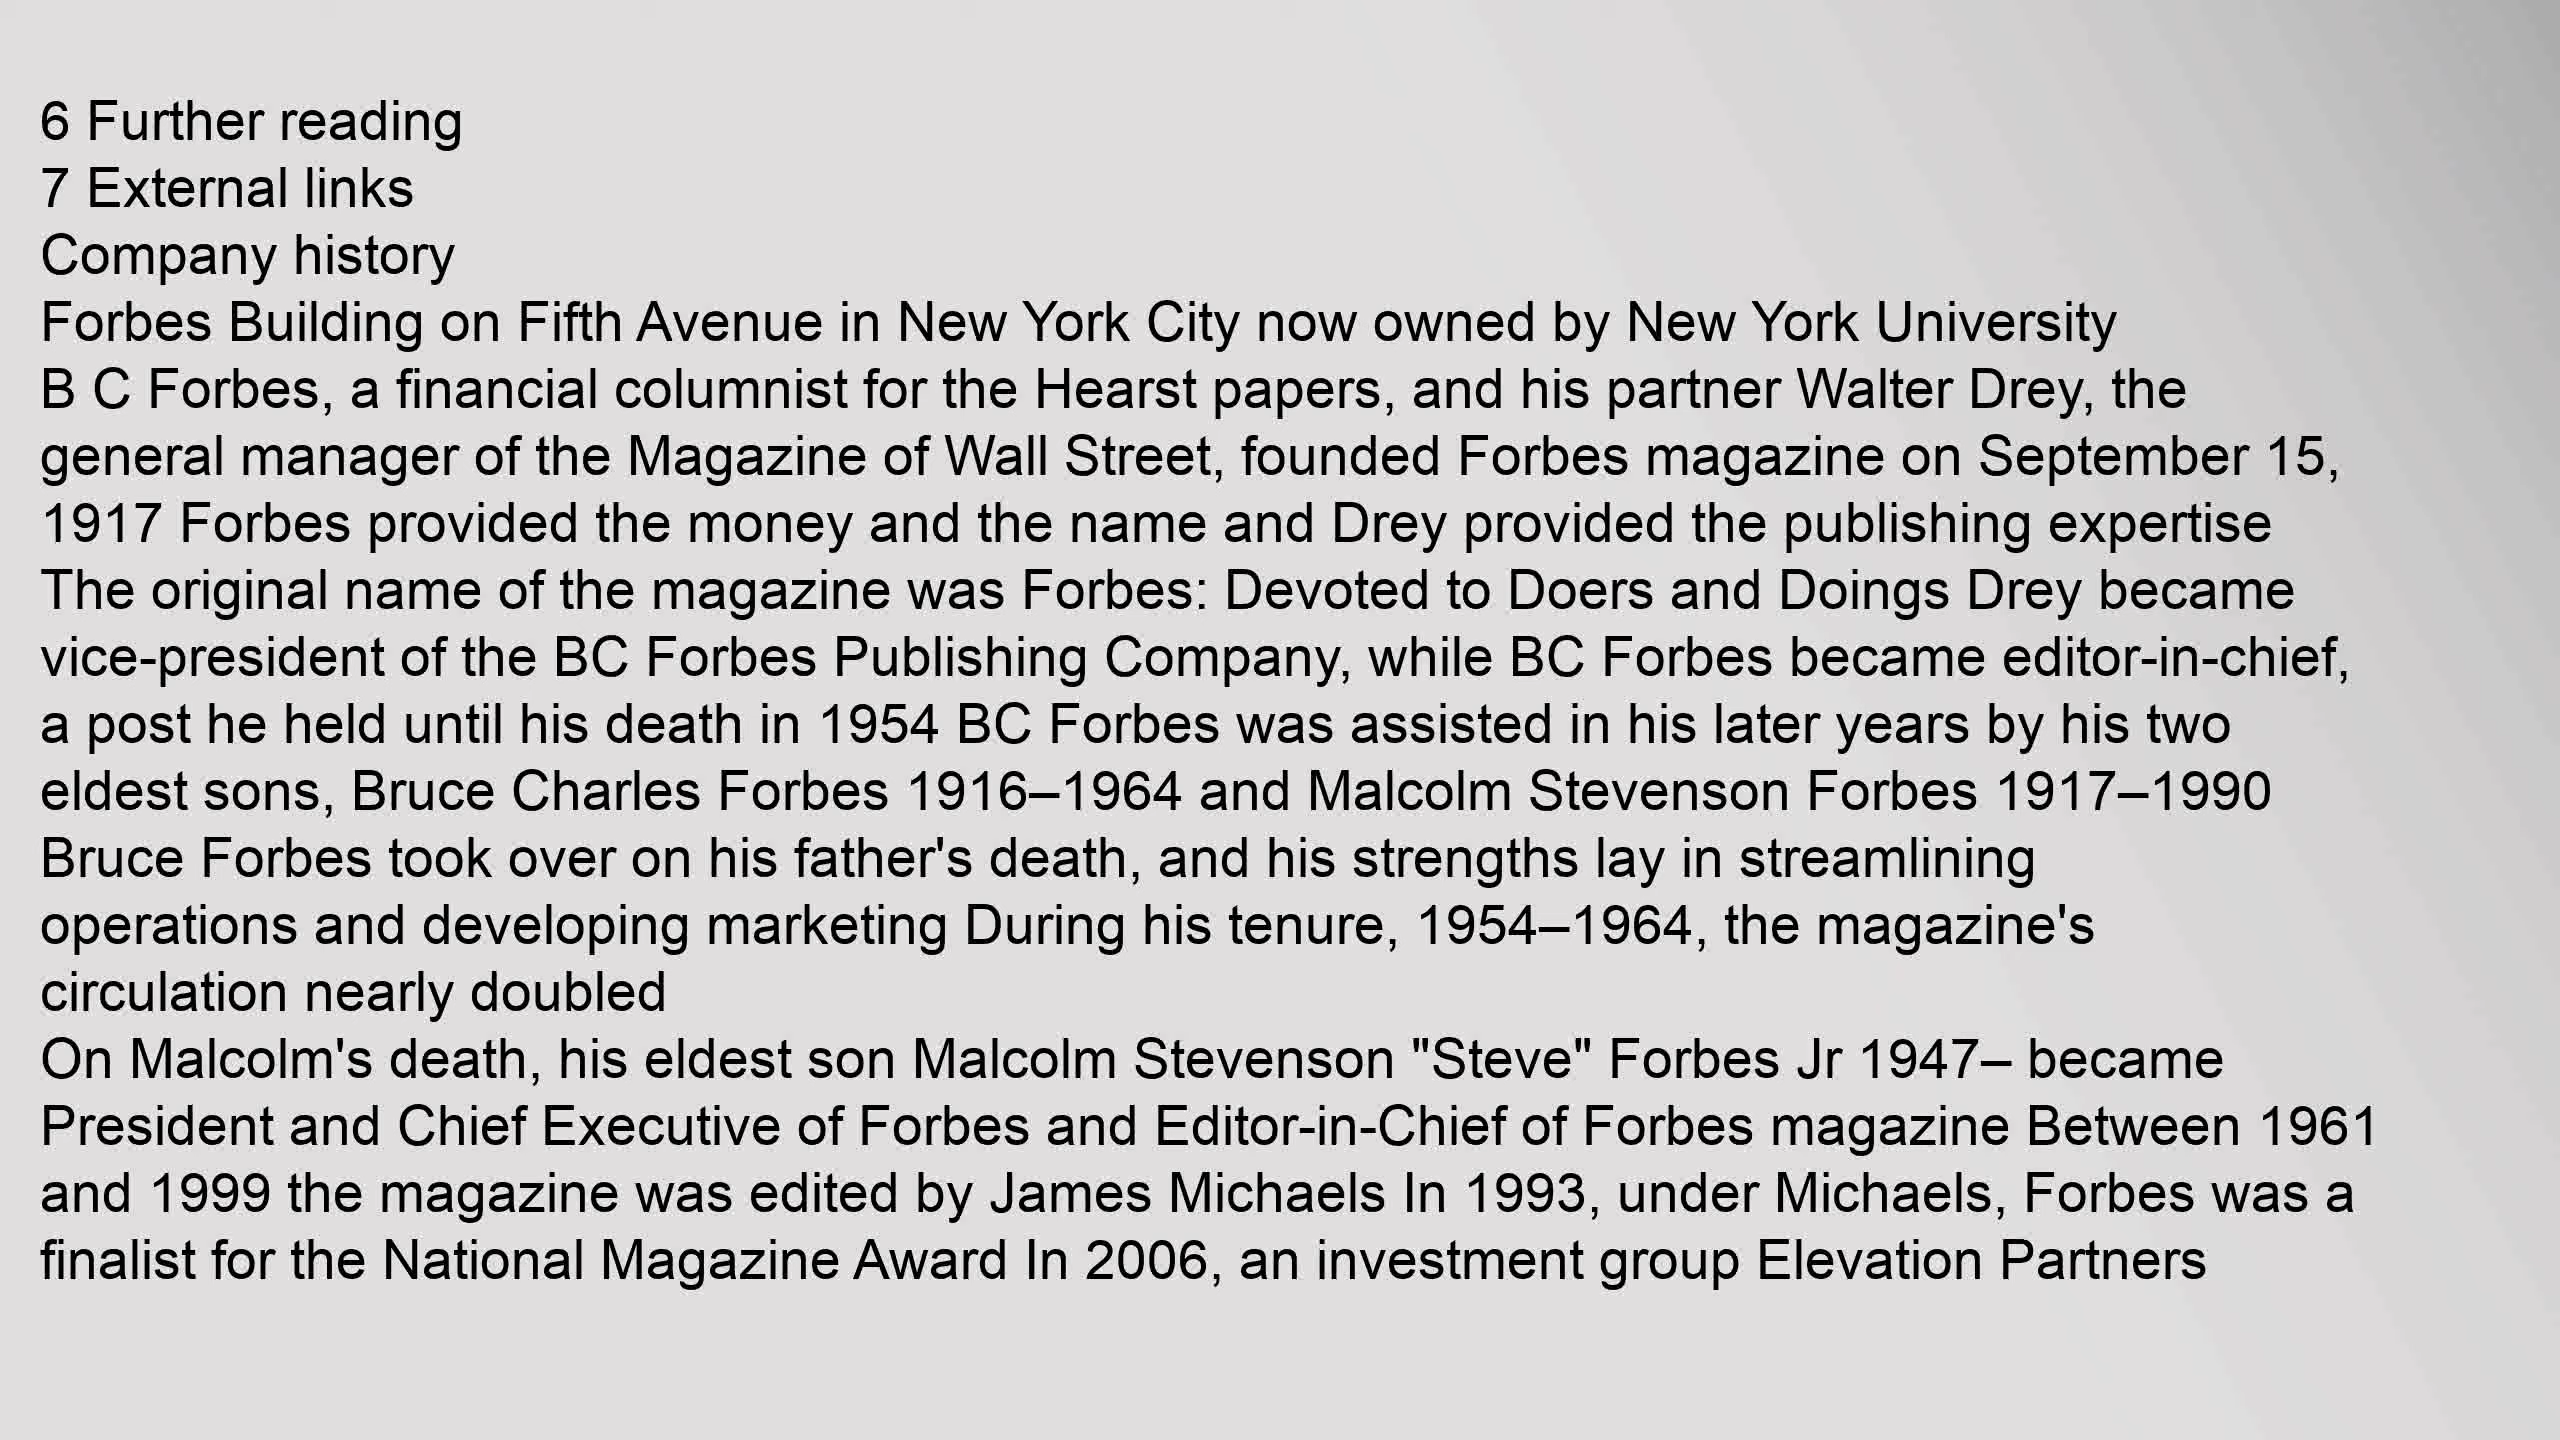 6 Further reading
7 External links
Company history
Forbes Building on Fifth Avenue in New York City now owned by New York University
B C Forbes, a financial columnist for the Hearst papers, and his partner Walter Drey, the
general manager of the Magazine of Wall Street, founded Forbes magazine on September 15,
1917 Forbes provided the money and the name and Drey provided the publishing expertise
The original name of the magazine was Forbes: Devoted to Doers and Doings Drey became
vice-president of the BC Forbes Publishing Company, while BC Forbes became editor-in-chief,
a post he held until his death in 1954 BC Forbes was assisted in his later years by his two
eldest sons, Bruce Charles Forbes 1916–1964 and Malcolm Stevenson Forbes 1917–1990
Bruce Forbes took over on his father's death, and his strengths lay in streamlining
operations and developing marketing During his tenure, 1954–1964, the magazine's
circulation nearly doubled
On Malcolm's death, his eldest son Malcolm Stevenson "Steve" Forbes Jr 1947– became
President and Chief Executive of Forbes and Editor-in-Chief of Forbes magazine Between 1961
and 1999 the magazine was edited by James Michaels In 1993, under Michaels, Forbes was a
finalist for the National Magazine Award In 2006, an investment group Elevation Partners